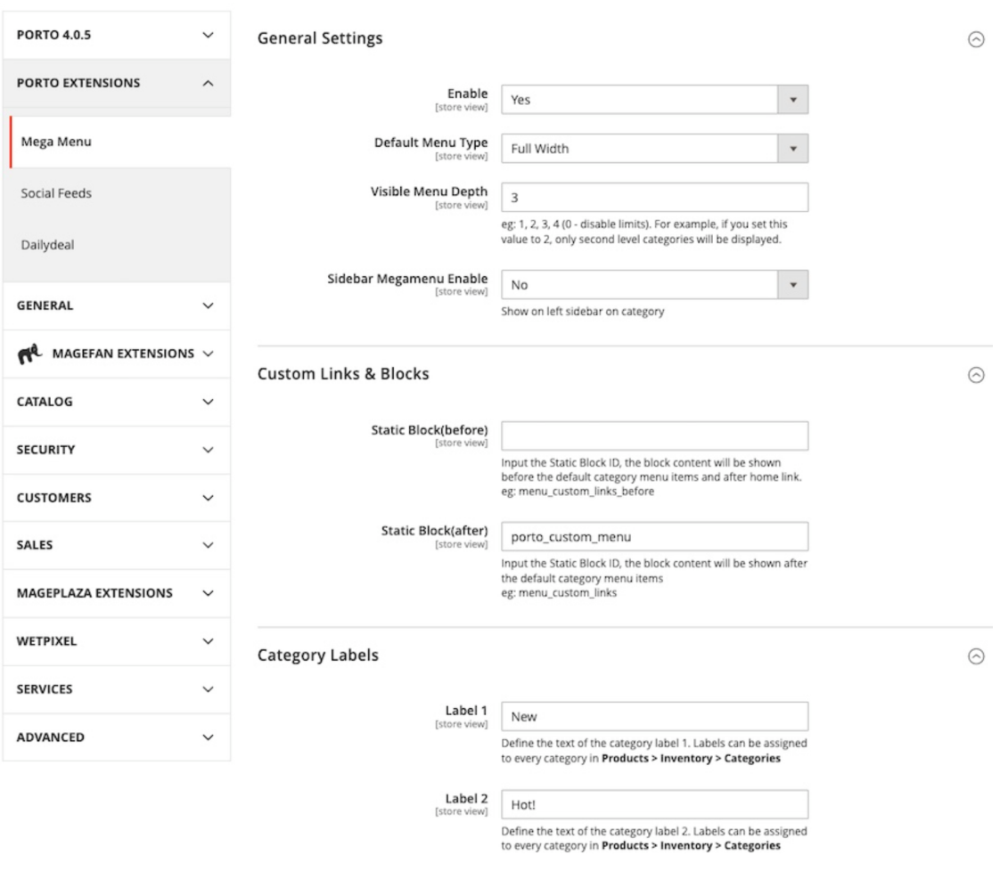 PORTO 4.0.5
PORTO EXTENSIONS
Mega Menu
Social Feeds
Dailydeal
GENERAL
MAGEFAN EXTENSIONS
CATALOG
SECURITY
CUSTOMERS
SALES
MAGEPLAZA EXTENSIONS
WETPIXEL
SERVICES
ADVANCED
General Settings
Enable
[store view]
Yes
Default Menu Type
[store view]
Full Width
Visible Menu Depth
[store view]
3
eg: 1, 2, 3, 4 (0 - disable limits). For example, if you set this
value to 2, only second level categories will be displayed.
Sidebar Megamenu Enable
[store view]
No
Show on left sidebar on category
Custom Links & Blocks
Static Block(before)
[store view]
Input the Static Block ID, the block content will be shown
before the default category menu items and after home link.
eg: menu_custom_links_before
Static Block(after)
[store view]
porto_custom_menu
Input the Static Block ID, the block content will be shown after
the default category menu items
eg: menu_custom_links
Category Labels
Label 1
[store view]
New
Define the text of the category label 1. Labels can be assigned
to every category in Products > Inventory > Categories
Label 2
[store view]
Hot!
Define the text of the category label 2. Labels can be assigned
to every category in Products > Inventory > Categories